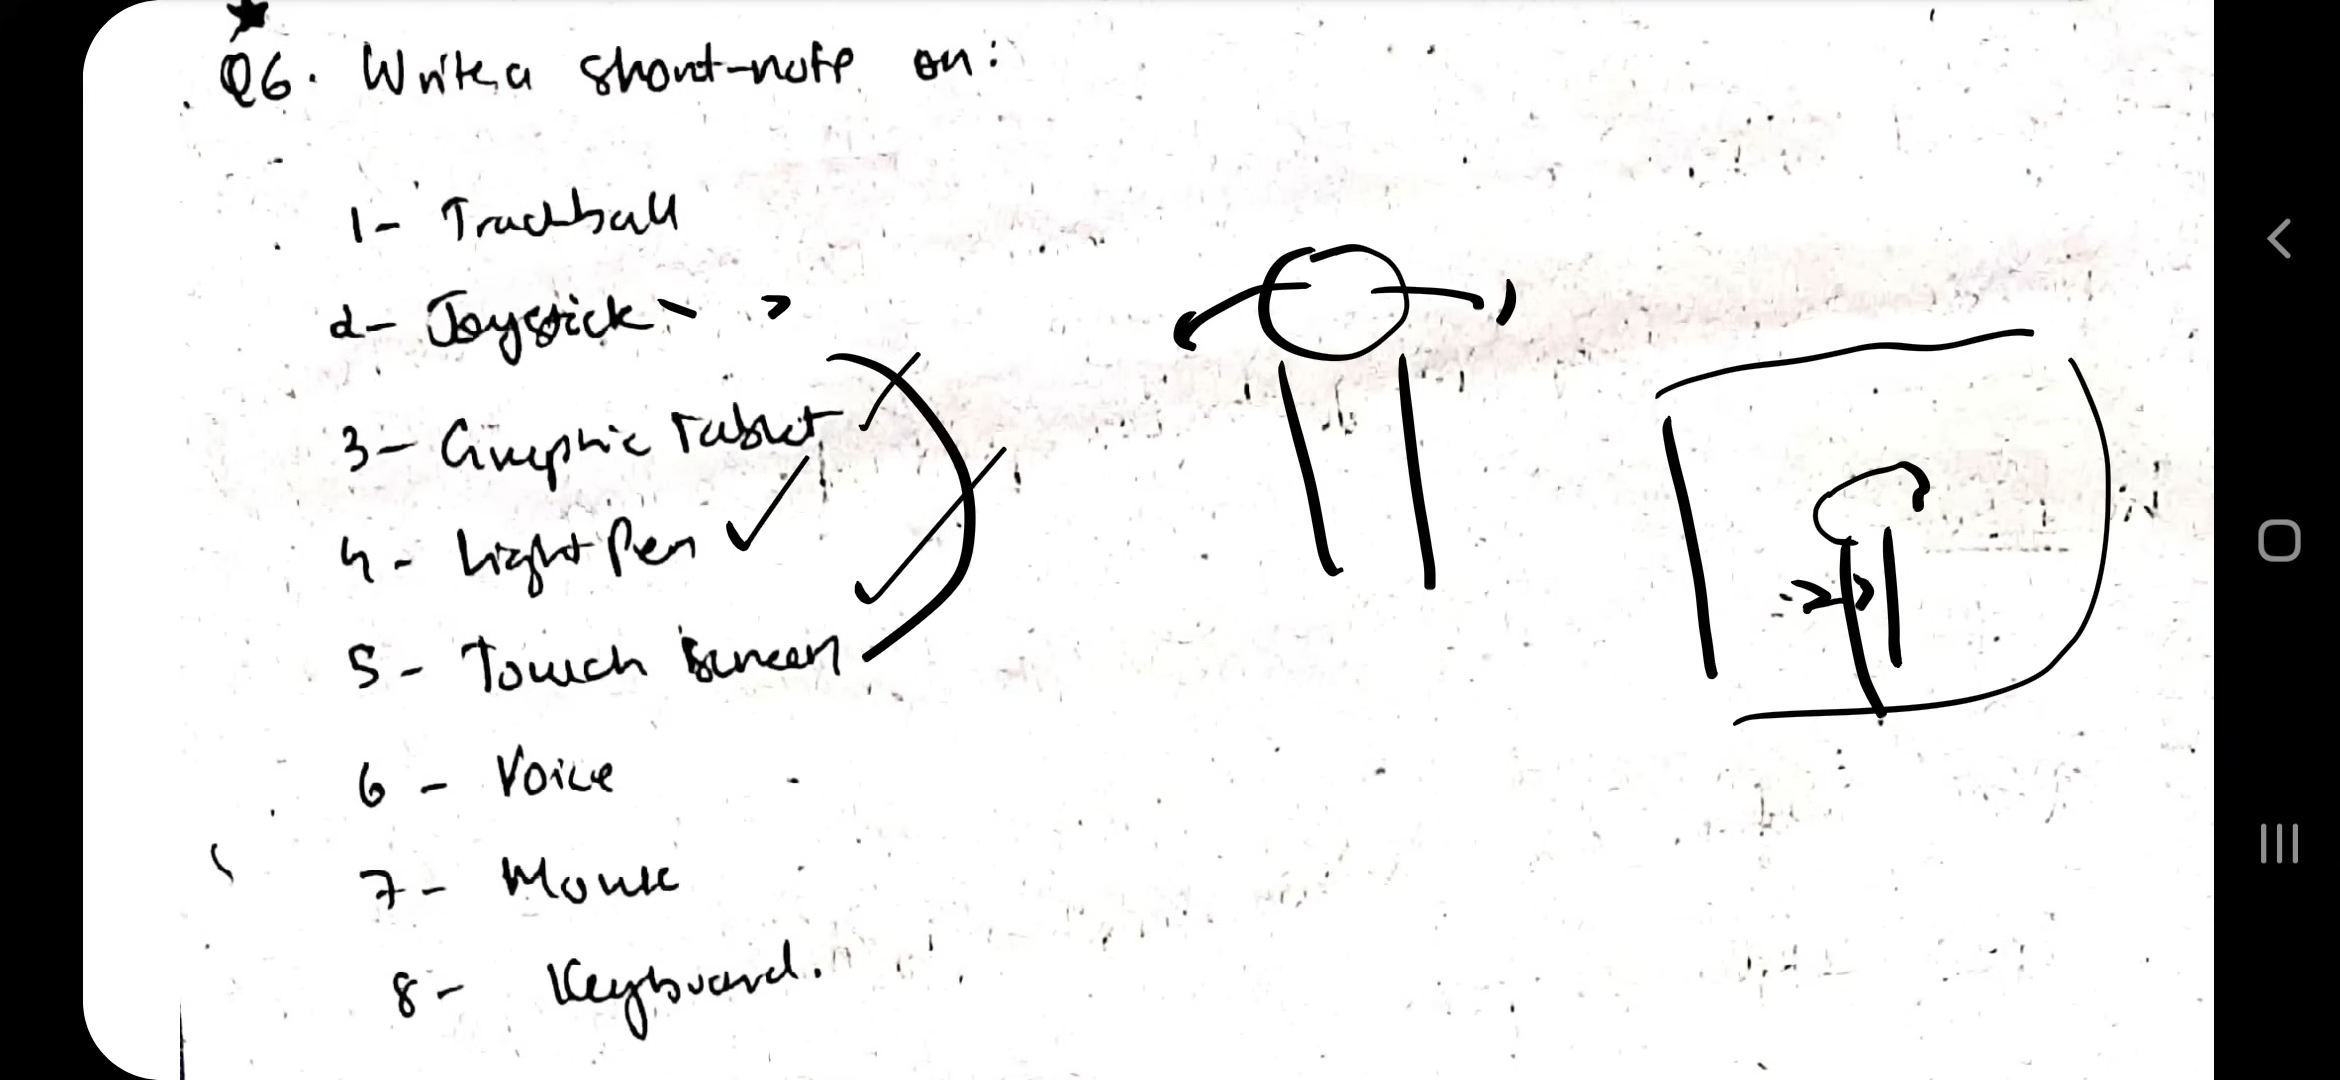 Q6. Write a short-note on:
1- Trackball
2- Joystick
3- Graphic Tablet
4- Light Pen
5- Touch Screen
6- Voice
7- Mouse
8- Keyboard.